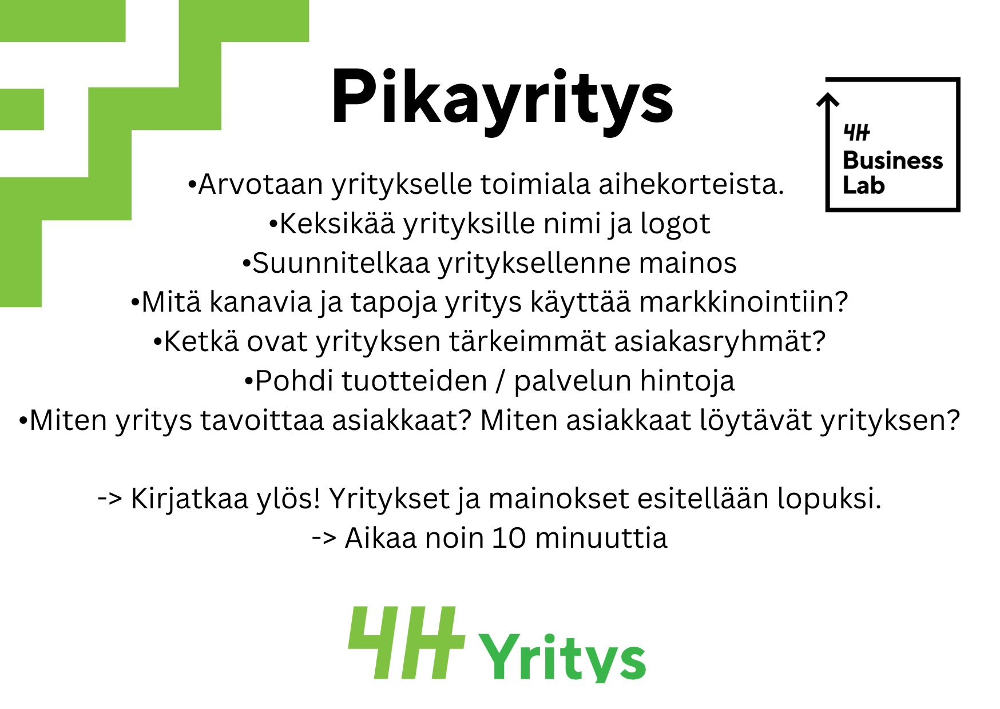 Pikayritys
4H
Business
Lab
•Arvotaan yritykselle toimiala aihekorteista.
•Keksikää yrityksille nimi ja logot
•Suunnitelkaa yrityksellenne mainos
•Mitä kanavia ja tapoja yritys käyttää markkinointiin?
•Ketkä ovat yrityksen tärkeimmät asiakasryhmät?
•Pohdi tuotteiden / palvelun hintoja
•Miten yritys tavoittaa asiakkaat? Miten asiakkaat löytävät yrityksen?
-> Kirjatkaa ylös! Yritykset ja mainokset esitellään lopuksi.
-> Aikaa noin 10 minuuttia
4H Yritys